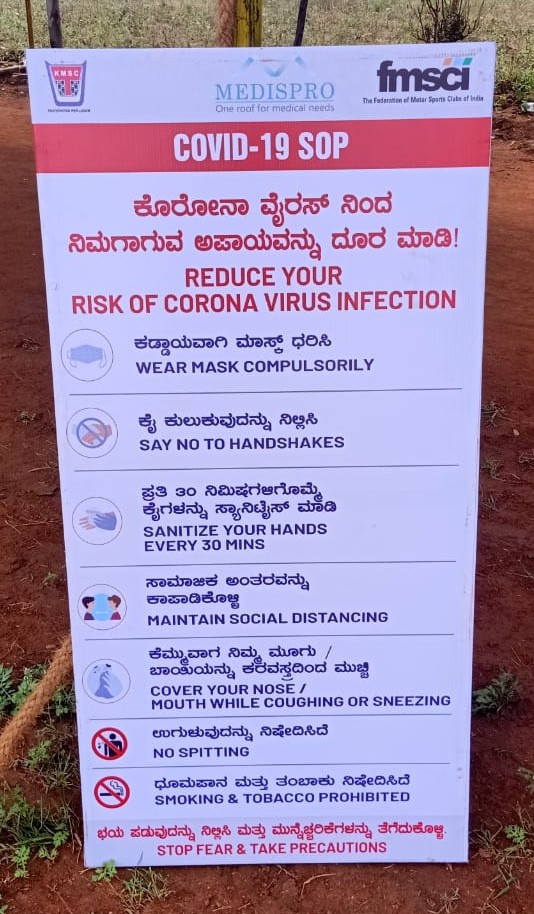 KMSC
MEDISPRO
One roof for medical needs
fmsci
The Federation of Motor Sports Clubs of India
COVID-19 SOP
ಕೊರೋನಾ ವೈರಸ್ ನಿಂದ
ನಿಮಗಾಗುವ ಅಪಾಯವನ್ನು ದೂರ ಮಾಡಿ!
REDUCE YOUR
RISK OF CORONA VIRUS INFECTION
ಕಡ್ಡಾಯವಾಗಿ ಮಾಸ್ಕ್ ಧರಿಸಿ
WEAR MASK COMPULSORILY
ಕೈ ಕುಲುಕುವುದನ್ನು ನಿಲ್ಲಿಸಿ
SAY NO TO HANDSHAKES
ಪ್ರತಿ ೩೦ ನಿಮಿಷಗಳಿಗೊಮ್ಮೆ
ಕೈಗಳನ್ನು ಸ್ಯಾನಿಟೈಸ್ ಮಾಡಿ
SANITIZE YOUR HANDS
EVERY 30 MINS
ಸಾಮಾಜಿಕ ಅಂತರವನ್ನು
ಕಾಪಾಡಿಕೊಳ್ಳಿ
MAINTAIN SOCIAL DISTANCING
ಕೆಮ್ಮುವಾಗ ನಿಮ್ಮ ಮೂಗು /
ಬಾಯಿಯನ್ನು ಕರವಸ್ತ್ರದಿಂದ ಮುಚ್ಚಿ
COVER YOUR NOSE /
MOUTH WHILE COUGHING OR SNEEZING
ಉಗುಳುವುದನ್ನು ನಿಷೇದಿಸಿದೆ
NO SPITTING
ಧೂಮಪಾನ ಮತ್ತು ತಂಬಾಕು ನಿಷೇದಿಸಿದೆ
SMOKING & TOBACCO PROHIBITED
ಭಯ ಪಡುವುದನ್ನು ನಿಲ್ಲಿಸಿ ಮತ್ತು ಮುನ್ನೆಚ್ಚರಿಕೆಗಳನ್ನು ತೆಗೆದುಕೊಳ್ಳಿ.
STOP FEAR & TAKE PRECAUTIONS